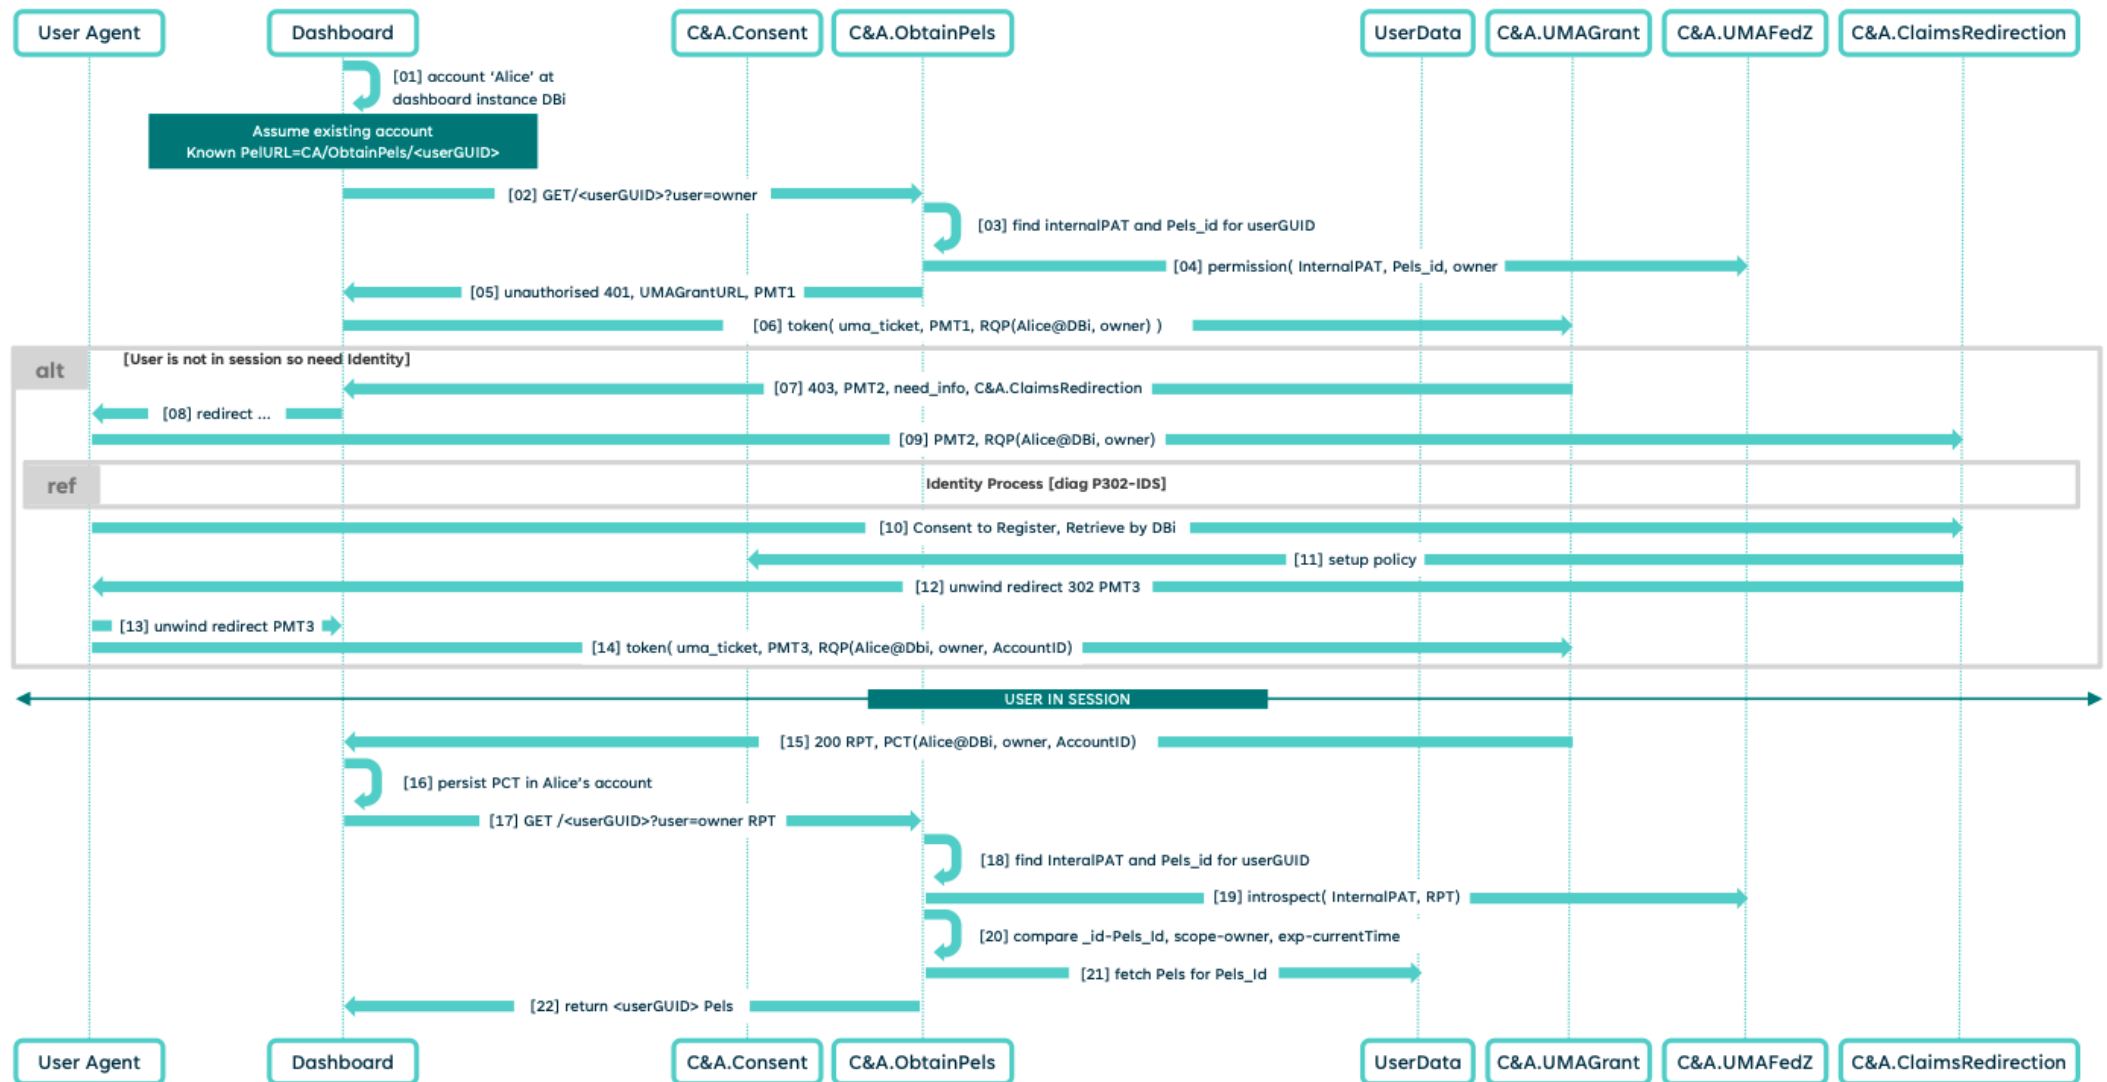 User Agent
Dashboard
C&A.Consent
C&A.ObtainPels
UserData
C&A.UMAGrant
C&A.UMAFedZ
C&A.ClaimsRedirection
[01] account ‘Alice’ at
dashboard instance DBi
Assume existing account
Known PelURL=CA/ObtainPels/<userGUID>
[02] GET/<userGUID>?user=owner
[03] find internalPAT and Pels_id for userGUID
[04] permission( InternalPAT, Pels_id, owner
[05] unauthorised 401, UMAGrantURL, PMT1
[06] token( uma_ticket, PMT1, RQP(Alice@DBi, owner) )
alt
[User is not in session so need Identity]
[07] 403, PMT2, need_info, C&A.ClaimsRedirection
[08] redirect ...
[09] PMT2, RQP(Alice@DBi, owner)
ref
Identity Process [diag P302-IDS]
[10] Consent to Register, Retrieve by DBi
[11] setup policy
[12] unwind redirect 302 PMT3
[13] unwind redirect PMT3
[14] token( uma_ticket, PMT3, RQP(Alice@Dbi, owner, AccountID)
USER IN SESSION
[15] 200 RPT, PCT(Alice@DBi, owner, AccountID)
[16] persist PCT in Alice’s account
[17] GET /<userGUID>?user=owner RPT
[18] find InteralPAT and Pels_id for userGUID
[19] introspect( InternalPAT, RPT)
[20] compare _id-Pels_Id, scope-owner, exp-currentTime
[21] fetch Pels for Pels_Id
[22] return <userGUID> Pels
User Agent
Dashboard
C&A.Consent
C&A.ObtainPels
UserData
C&A.UMAGrant
C&A.UMAFedZ
C&A.ClaimsRedirection